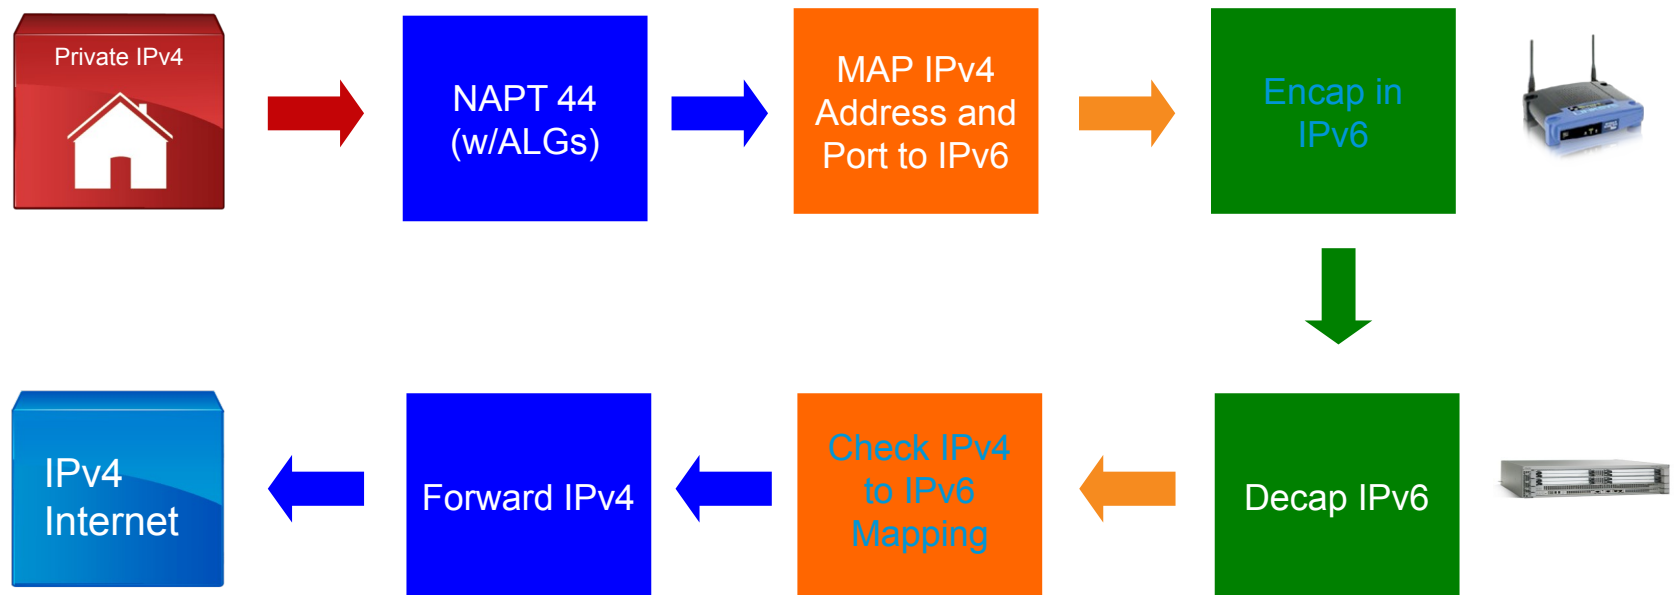 Private IPv4
NAPT 44
(w/ALGs)
MAP IPv4
Address and
Port to IPv6
Encap in
IPv6
IPv4
Internet
Forward IPv4
Check IPv4
to IPv6
Mapping
Decap IPv6